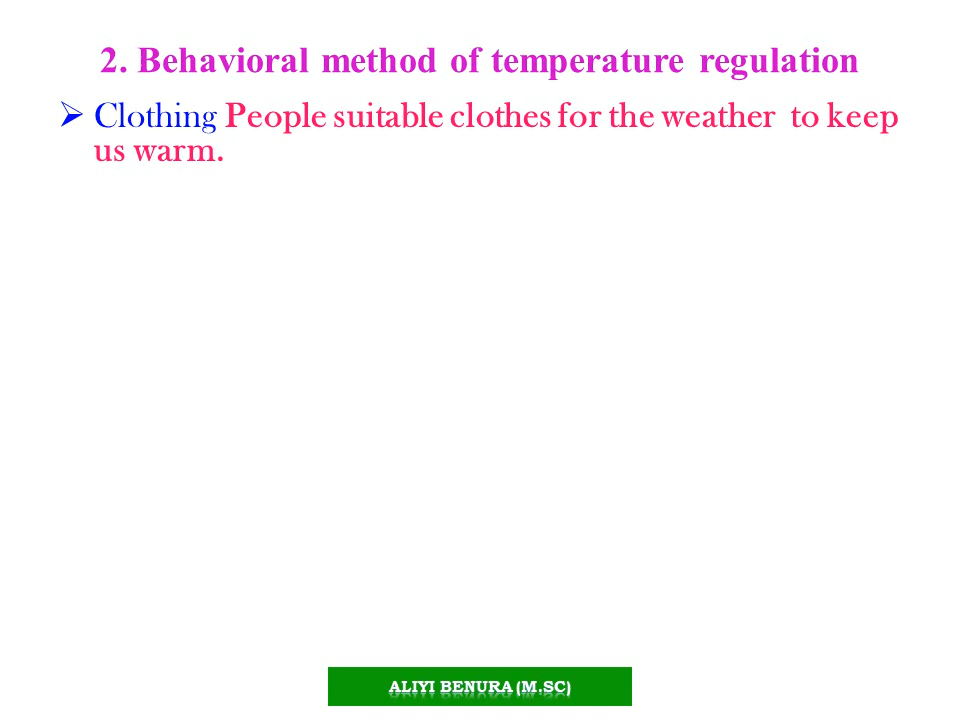 2. Behavioral method of temperature regulation
➢ Clothing People suitable clothes for the weather to keep
us warm.
ALIYI BENURA (M.SC)